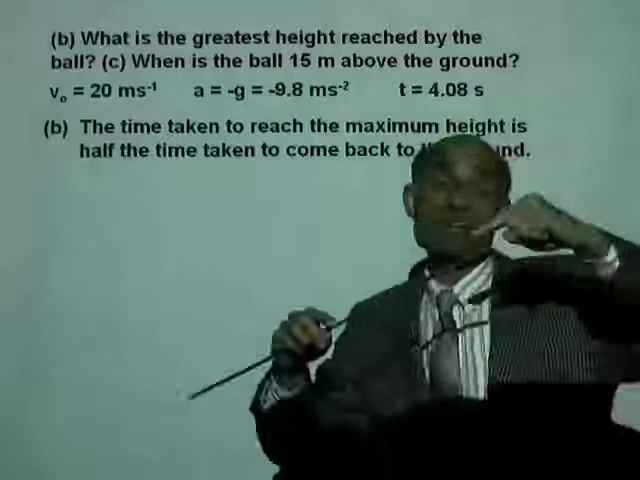 (b) What is the greatest height reached by the
ball? (c) When is the ball 15 m above the ground?
vₒ = 20 ms⁻¹ a = -g = -9.8 ms⁻² t = 4.08 s
(b) The time taken to reach the maximum height is
half the time taken to come back to